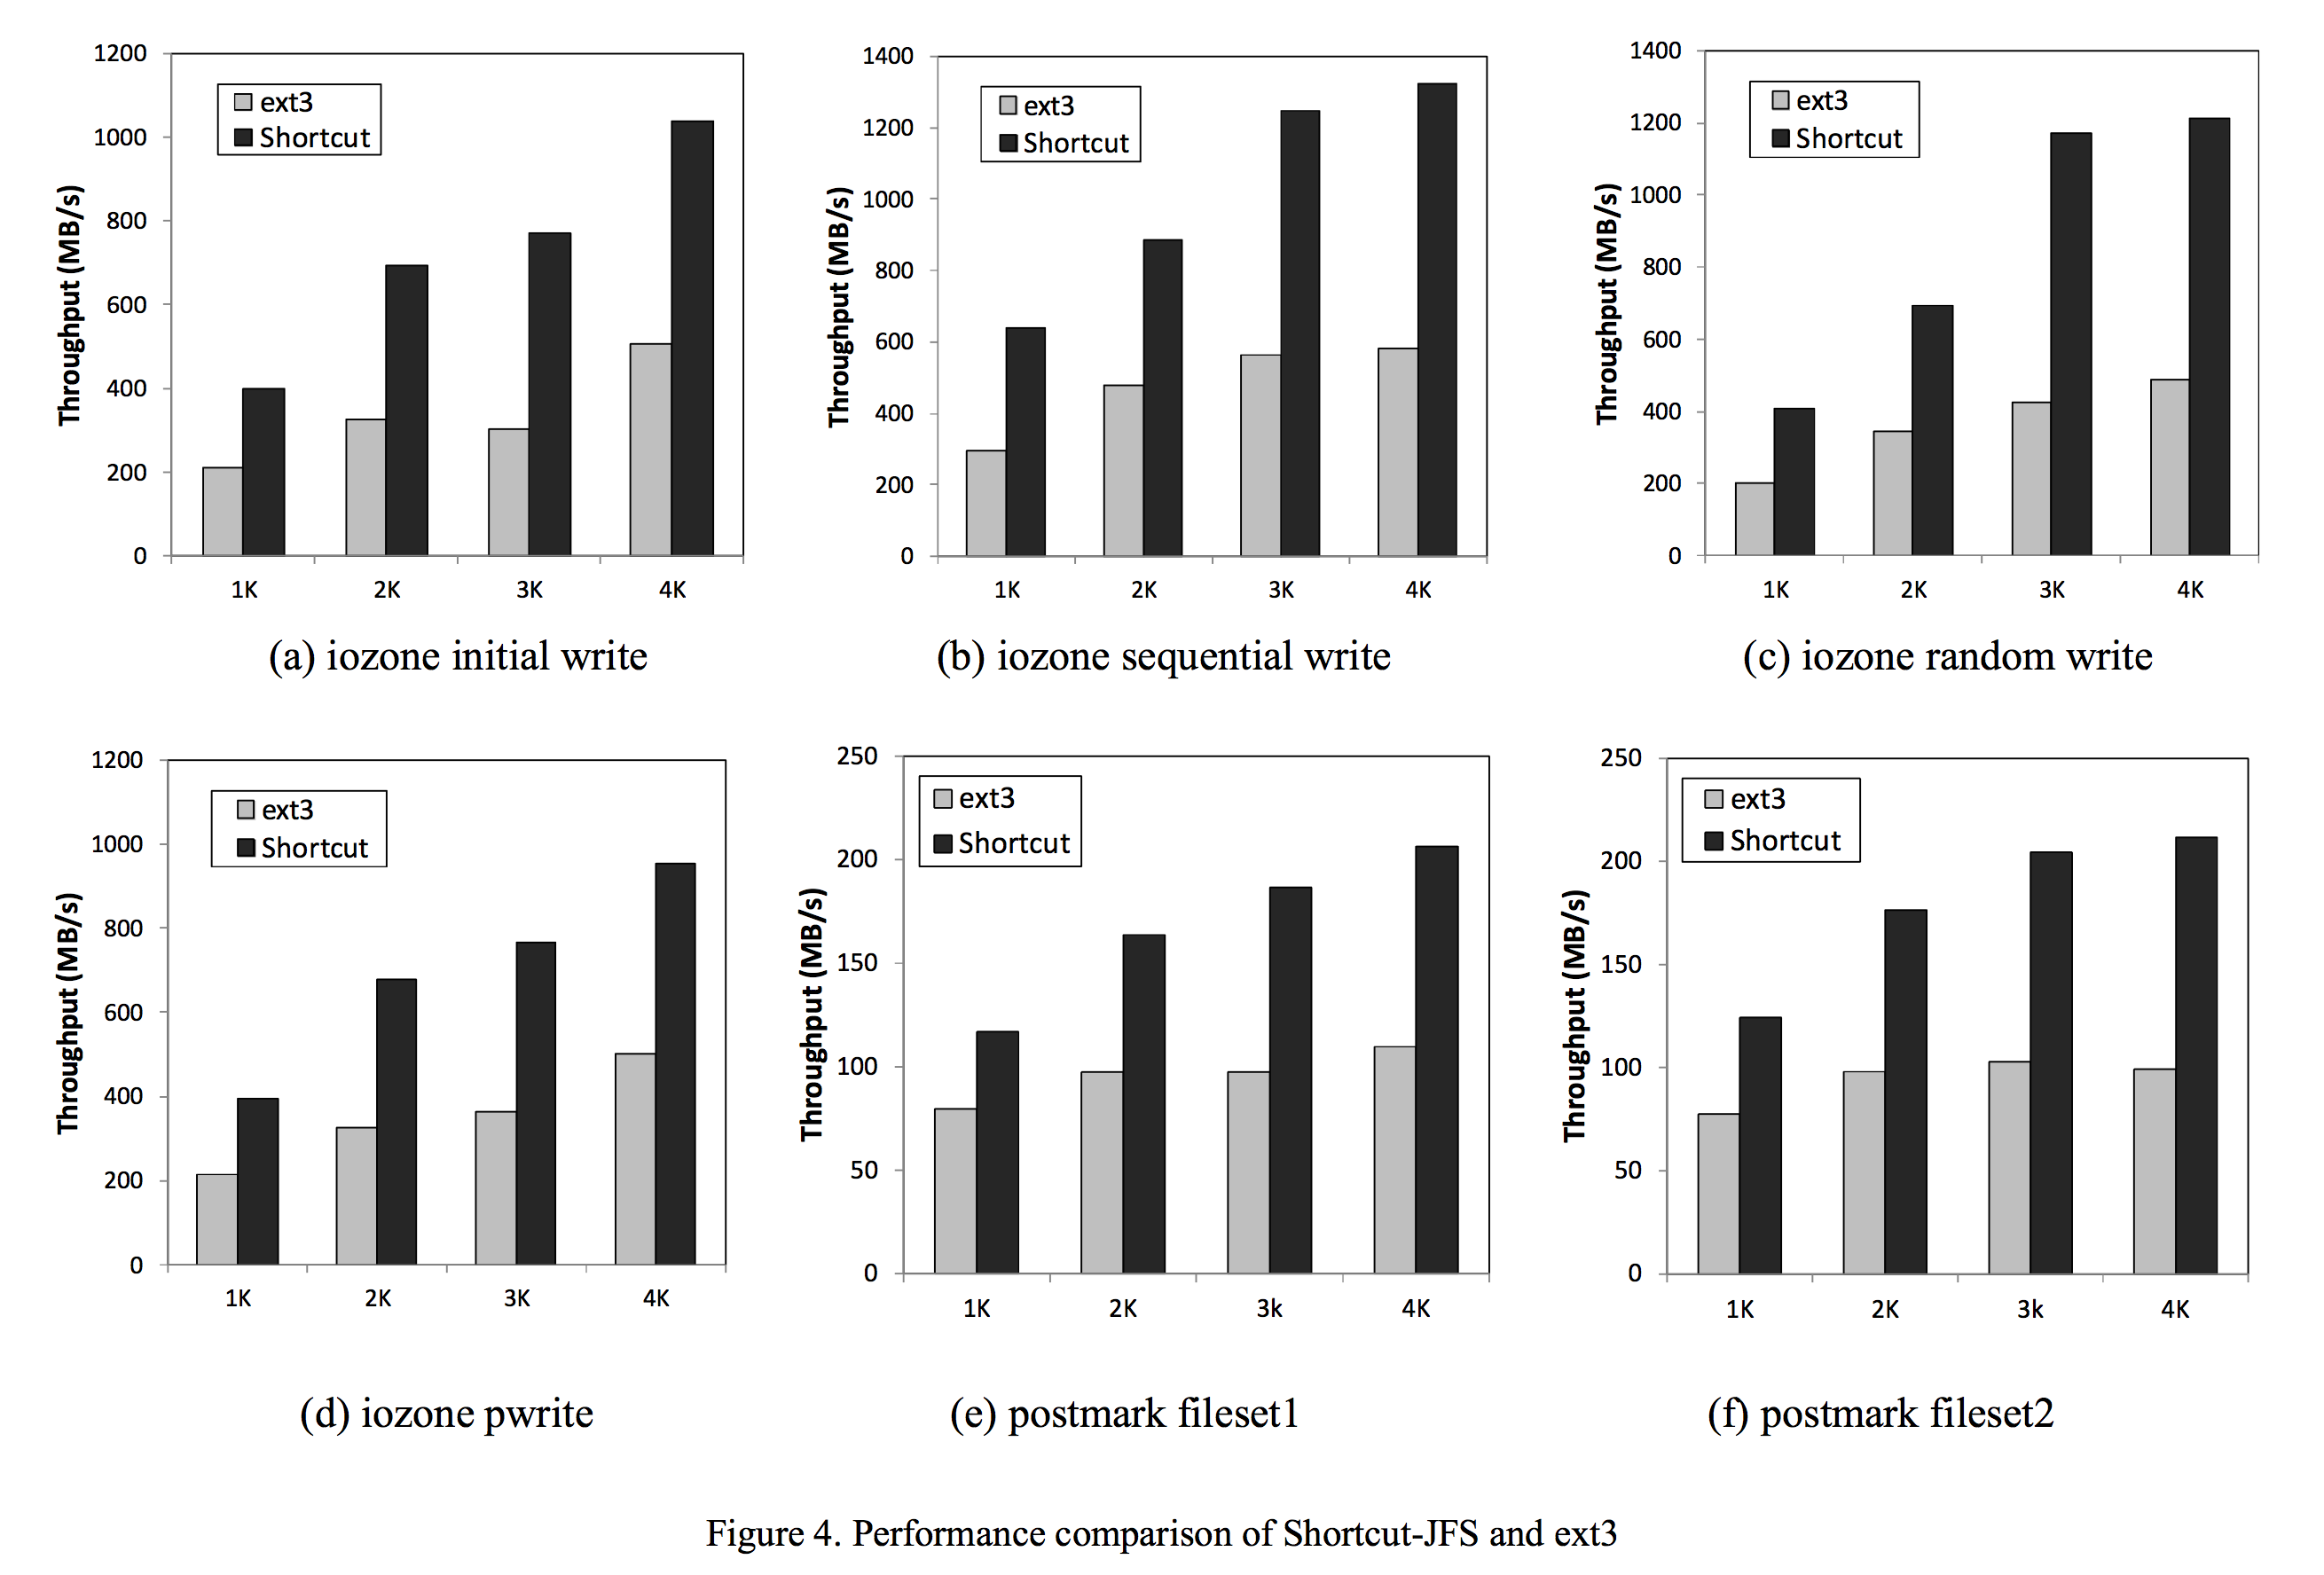 1200
1000
800
600
400
200
0
Throughput (MB/s)
ext3
Shortcut
1K 2K 3K 4K
(a) iozone initial write
1400
1200
1000
800
600
400
200
0
Throughput (MB/s)
ext3
Shortcut
1K 2K 3K 4K
(b) iozone sequential write
1400
1200
1000
800
600
400
200
0
Throughput (MB/s)
ext3
Shortcut
1K 2K 3K 4K
(c) iozone random write
1200
1000
800
600
400
200
0
Throughput (MB/s)
ext3
Shortcut
1K 2K 3K 4K
(d) iozone pwrite
250
200
150
100
50
0
Throughput (MB/s)
ext3
Shortcut
1K 2K 3k 4K
(e) postmark fileset1
250
200
150
100
50
0
Throughput (MB/s)
ext3
Shortcut
1K 2K 3k 4K
(f) postmark fileset2
Figure 4. Performance comparison of Shortcut-JFS and ext3